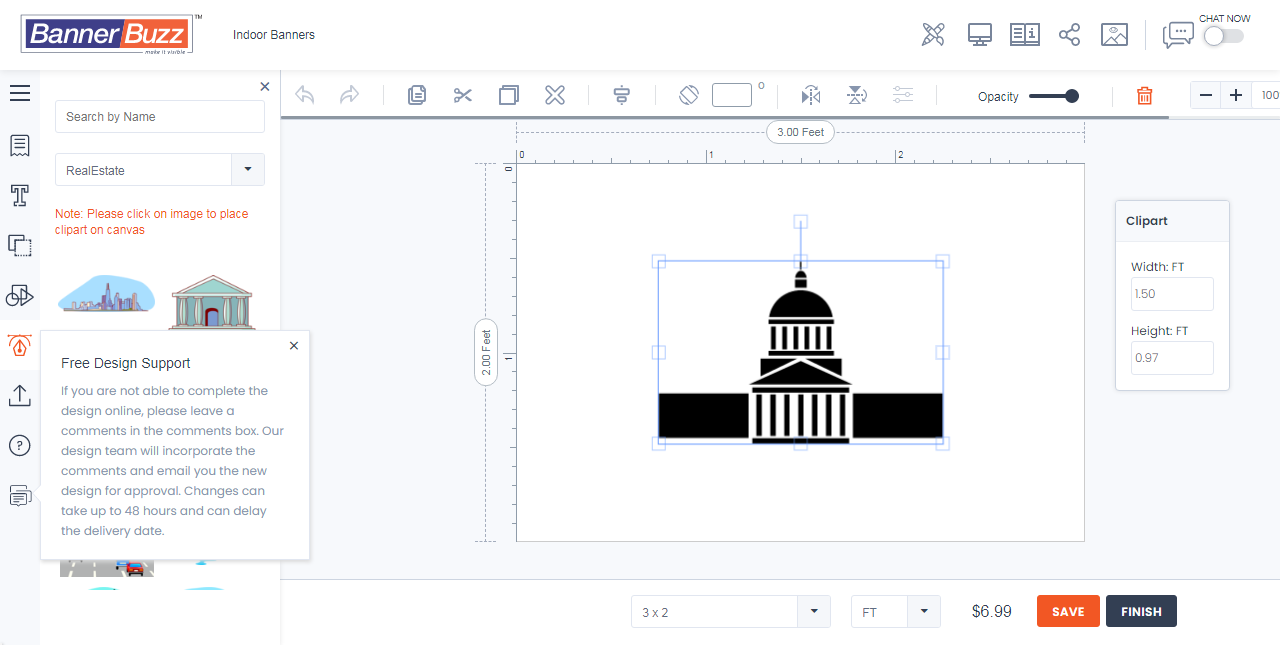 BannerBuzz™
make it visible
Indoor Banners
CHAT NOW
Search by Name
RealEstate
Note: Please click on image to place
clipart on canvas
Free Design Support
If you are not able to complete the
design online, please leave a
comments in the comments box. Our
design team will incorporate the
comments and email you the new
design for approval. Changes can
take up to 48 hours and can delay
the delivery date.
O
Opacity
100
3.00 Feet
0
1
2
0
1
2.00 Feet
Clipart
Width: FT
1.50
Height: FT
0.97
3 x 2
FT
$6.99
SAVE
FINISH